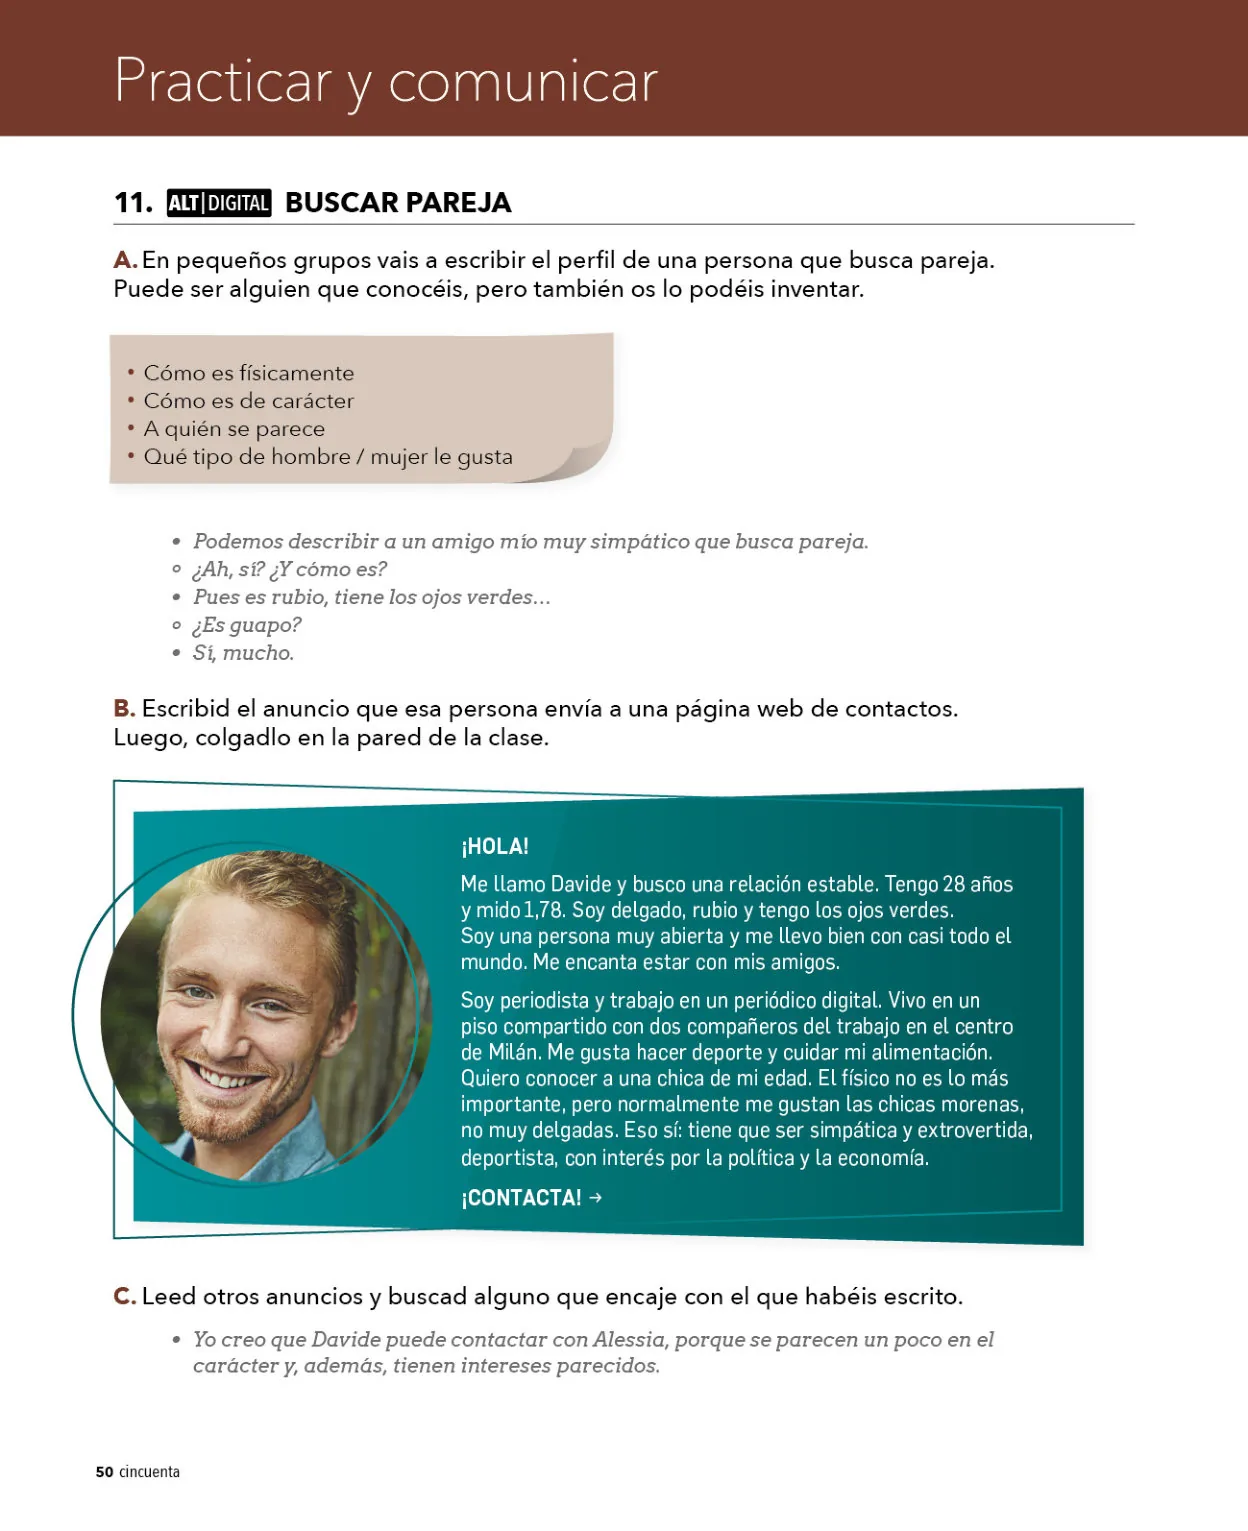 Practicar y comunicar
11. ALT|DIGITAL BUSCAR PAREJA
A. En pequeños grupos vais a escribir el perfil de una persona que busca pareja.
Puede ser alguien que conocéis, pero también os lo podéis inventar.
• Cómo es físicamente
• Cómo es de carácter
• A quién se parece
• Qué tipo de hombre / mujer le gusta
• Podemos describir a un amigo mío muy simpático que busca pareja.
○ ¿Ah, sí? ¿Y cómo es?
• Pues es rubio, tiene los ojos verdes...
○ ¿Es guapo?
• Sí, mucho.
B. Escribid el anuncio que esa persona envía a una página web de contactos.
Luego, colgadlo en la pared de la clase.
¡HOLA!
Me llamo Davide y busco una relación estable. Tengo 28 años
y mido 1,78. Soy delgado, rubio y tengo los ojos verdes.
Soy una persona muy abierta y me llevo bien con casi todo el
mundo. Me encanta estar con mis amigos.
Soy periodista y trabajo en un periódico digital. Vivo en un
piso compartido con dos compañeros del trabajo en el centro
de Milán. Me gusta hacer deporte y cuidar mi alimentación.
Quiero conocer a una chica de mi edad. El físico no es lo más
importante, pero normalmente me gustan las chicas morenas,
no muy delgadas. Eso sí: tiene que ser simpática y extrovertida,
deportista, con interés por la política y la economía.
¡CONTACTA! →
C. Leed otros anuncios y buscad alguno que encaje con el que habéis escrito.
• Yo creo que Davide puede contactar con Alessia, porque se parecen un poco en el
carácter y, además, tienen intereses parecidos.
50 cincuenta